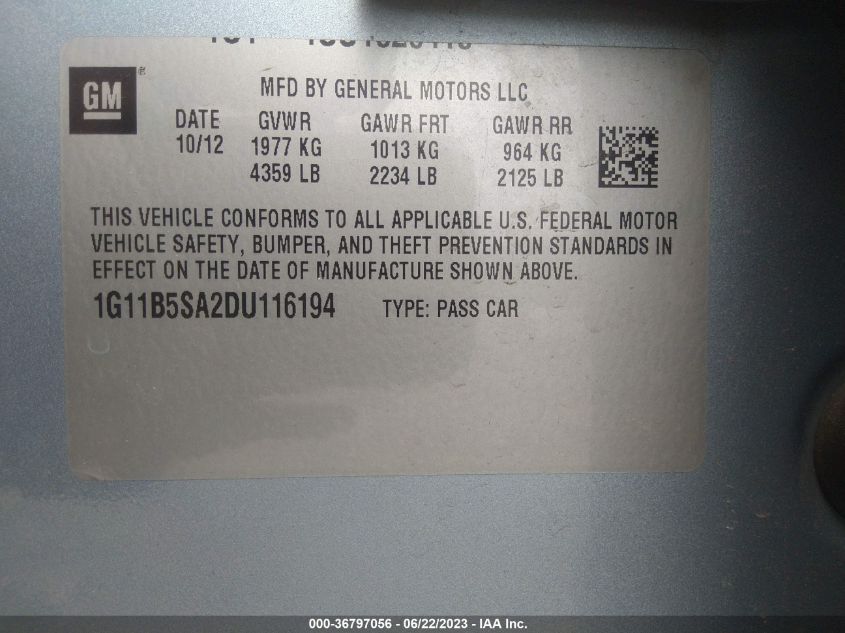 GM
MFD BY GENERAL MOTORS LLC
DATE GVWR GAWR FRT GAWR RR
10/12 1977 KG 1013 KG 964 KG
4359 LB 2234 LB 2125 LB
THIS VEHICLE CONFORMS TO ALL APPLICABLE U.S. FEDERAL MOTOR
VEHICLE SAFETY, BUMPER, AND THEFT PREVENTION STANDARDS IN
EFFECT ON THE DATE OF MANUFACTURE SHOWN ABOVE.
1G11B5SA2DU116194 TYPE: PASS CAR
000-36797056 - 06/22/2023 - IAA Inc.